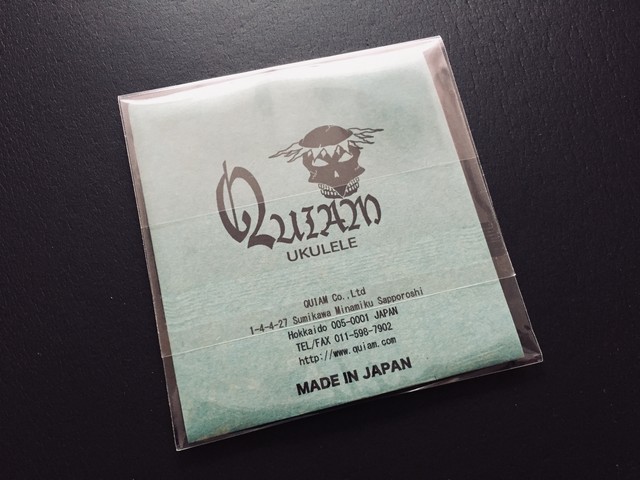 QUIAM
UKULELE
QUIAM Co.,Ltd
1-4-4-27 Sumikawa Minamiku Sapporoshi
Hokkaido 005-0001 JAPAN
TEL/FAX 011-598-7902
http://www.quiam.com
MADE IN JAPAN